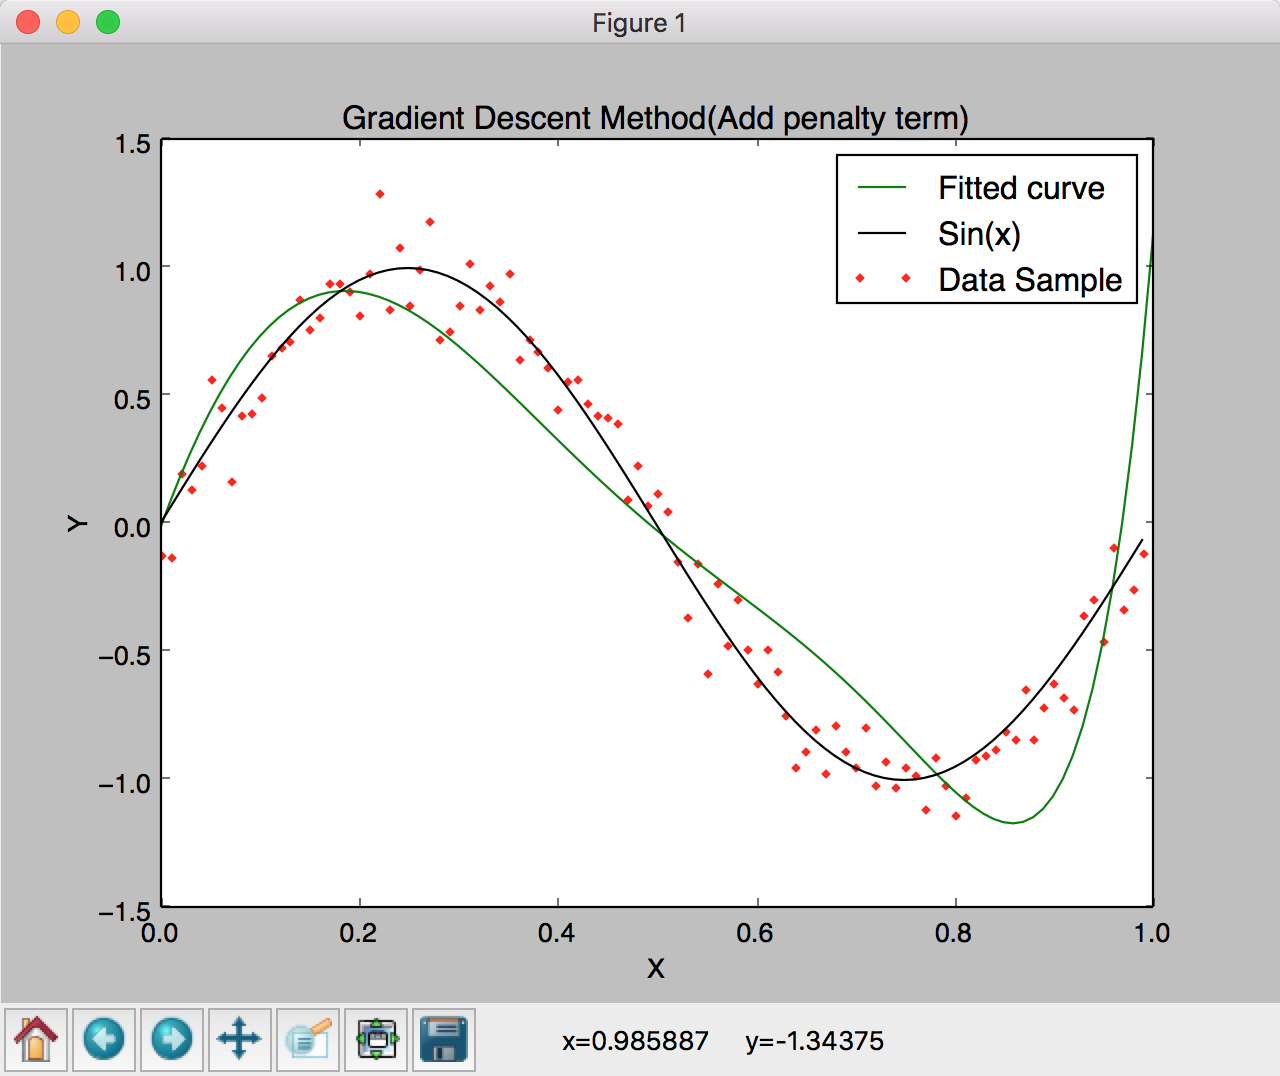 Figure 1
Gradient Descent Method(Add penalty term)
1.5
1.0
0.5
0.0
−0.5
−1.0
−1.5
Y
Fitted curve
Sin(x)
Data Sample
0.0 0.2 0.4 0.6 0.8 1.0
X
x=0.985887 y=-1.34375